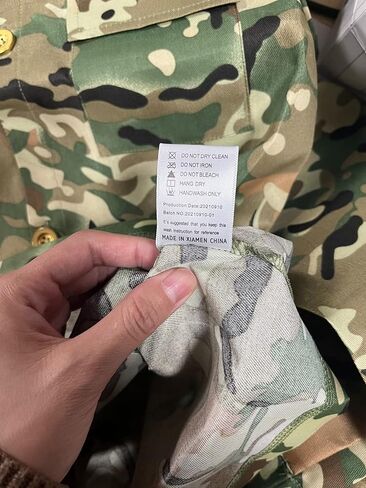 DO NOT DRY CLEAN
DO NOT IRON
DO NOT BLEACH
HANG DRY
HANDWASH ONLY
Production Date:20210910
Batch NO.:20210910-01
It's suggested that you keep this
wash instruction for reference
MADE IN XIAMEN CHINA